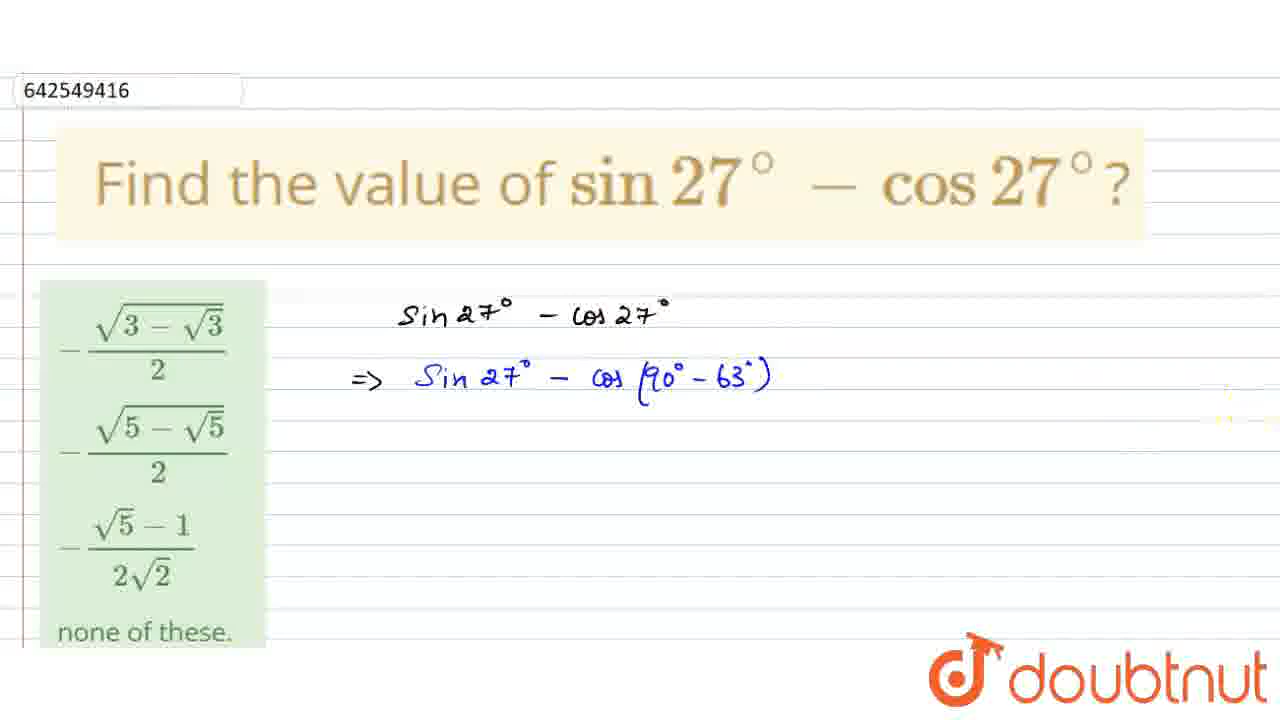 642549416
Find the value of sin 27° − cos 27°?
− √(3 − √3) / 2
− √(5 − √5) / 2
− (√5 − 1) / (2√2)
none of these.
Sin 27° − cos 27°
⇒ Sin 27° − cos (90° − 63°)
doubtnut